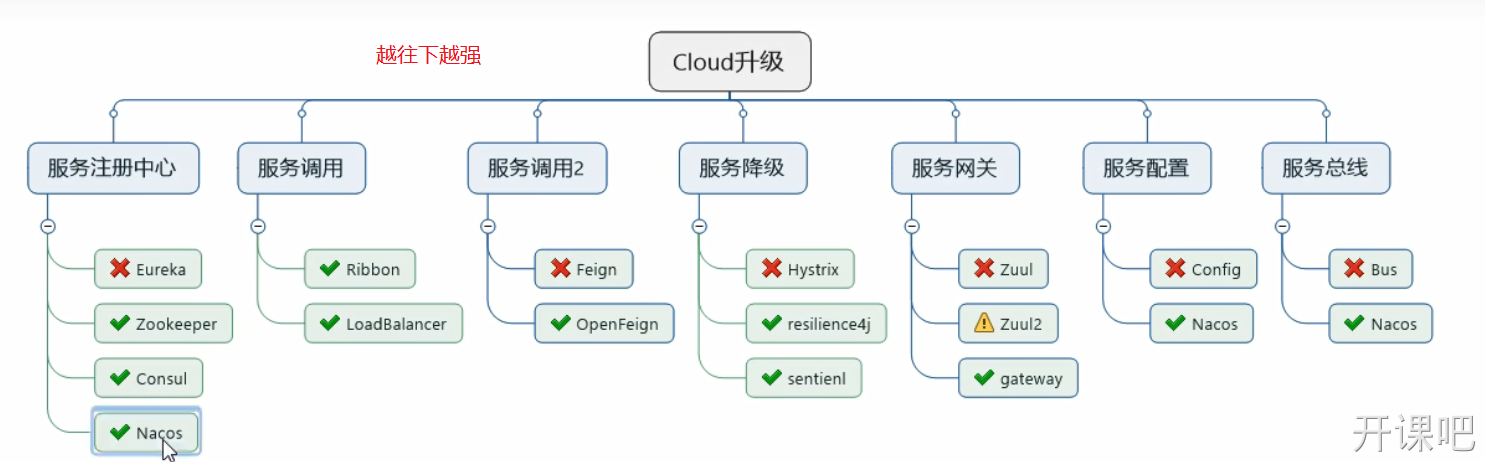 越往下越强
Cloud升级
服务注册中心
服务调用
服务调用2
服务降级
服务网关
服务配置
服务总线
Eureka
Ribbon
Feign
Hystrix
Zuul
Config
Bus
Zookeeper
LoadBalancer
OpenFeign
resilience4j
Zuul2
Nacos
Nacos
Consul
sentienl
gateway
Nacos
开课吧